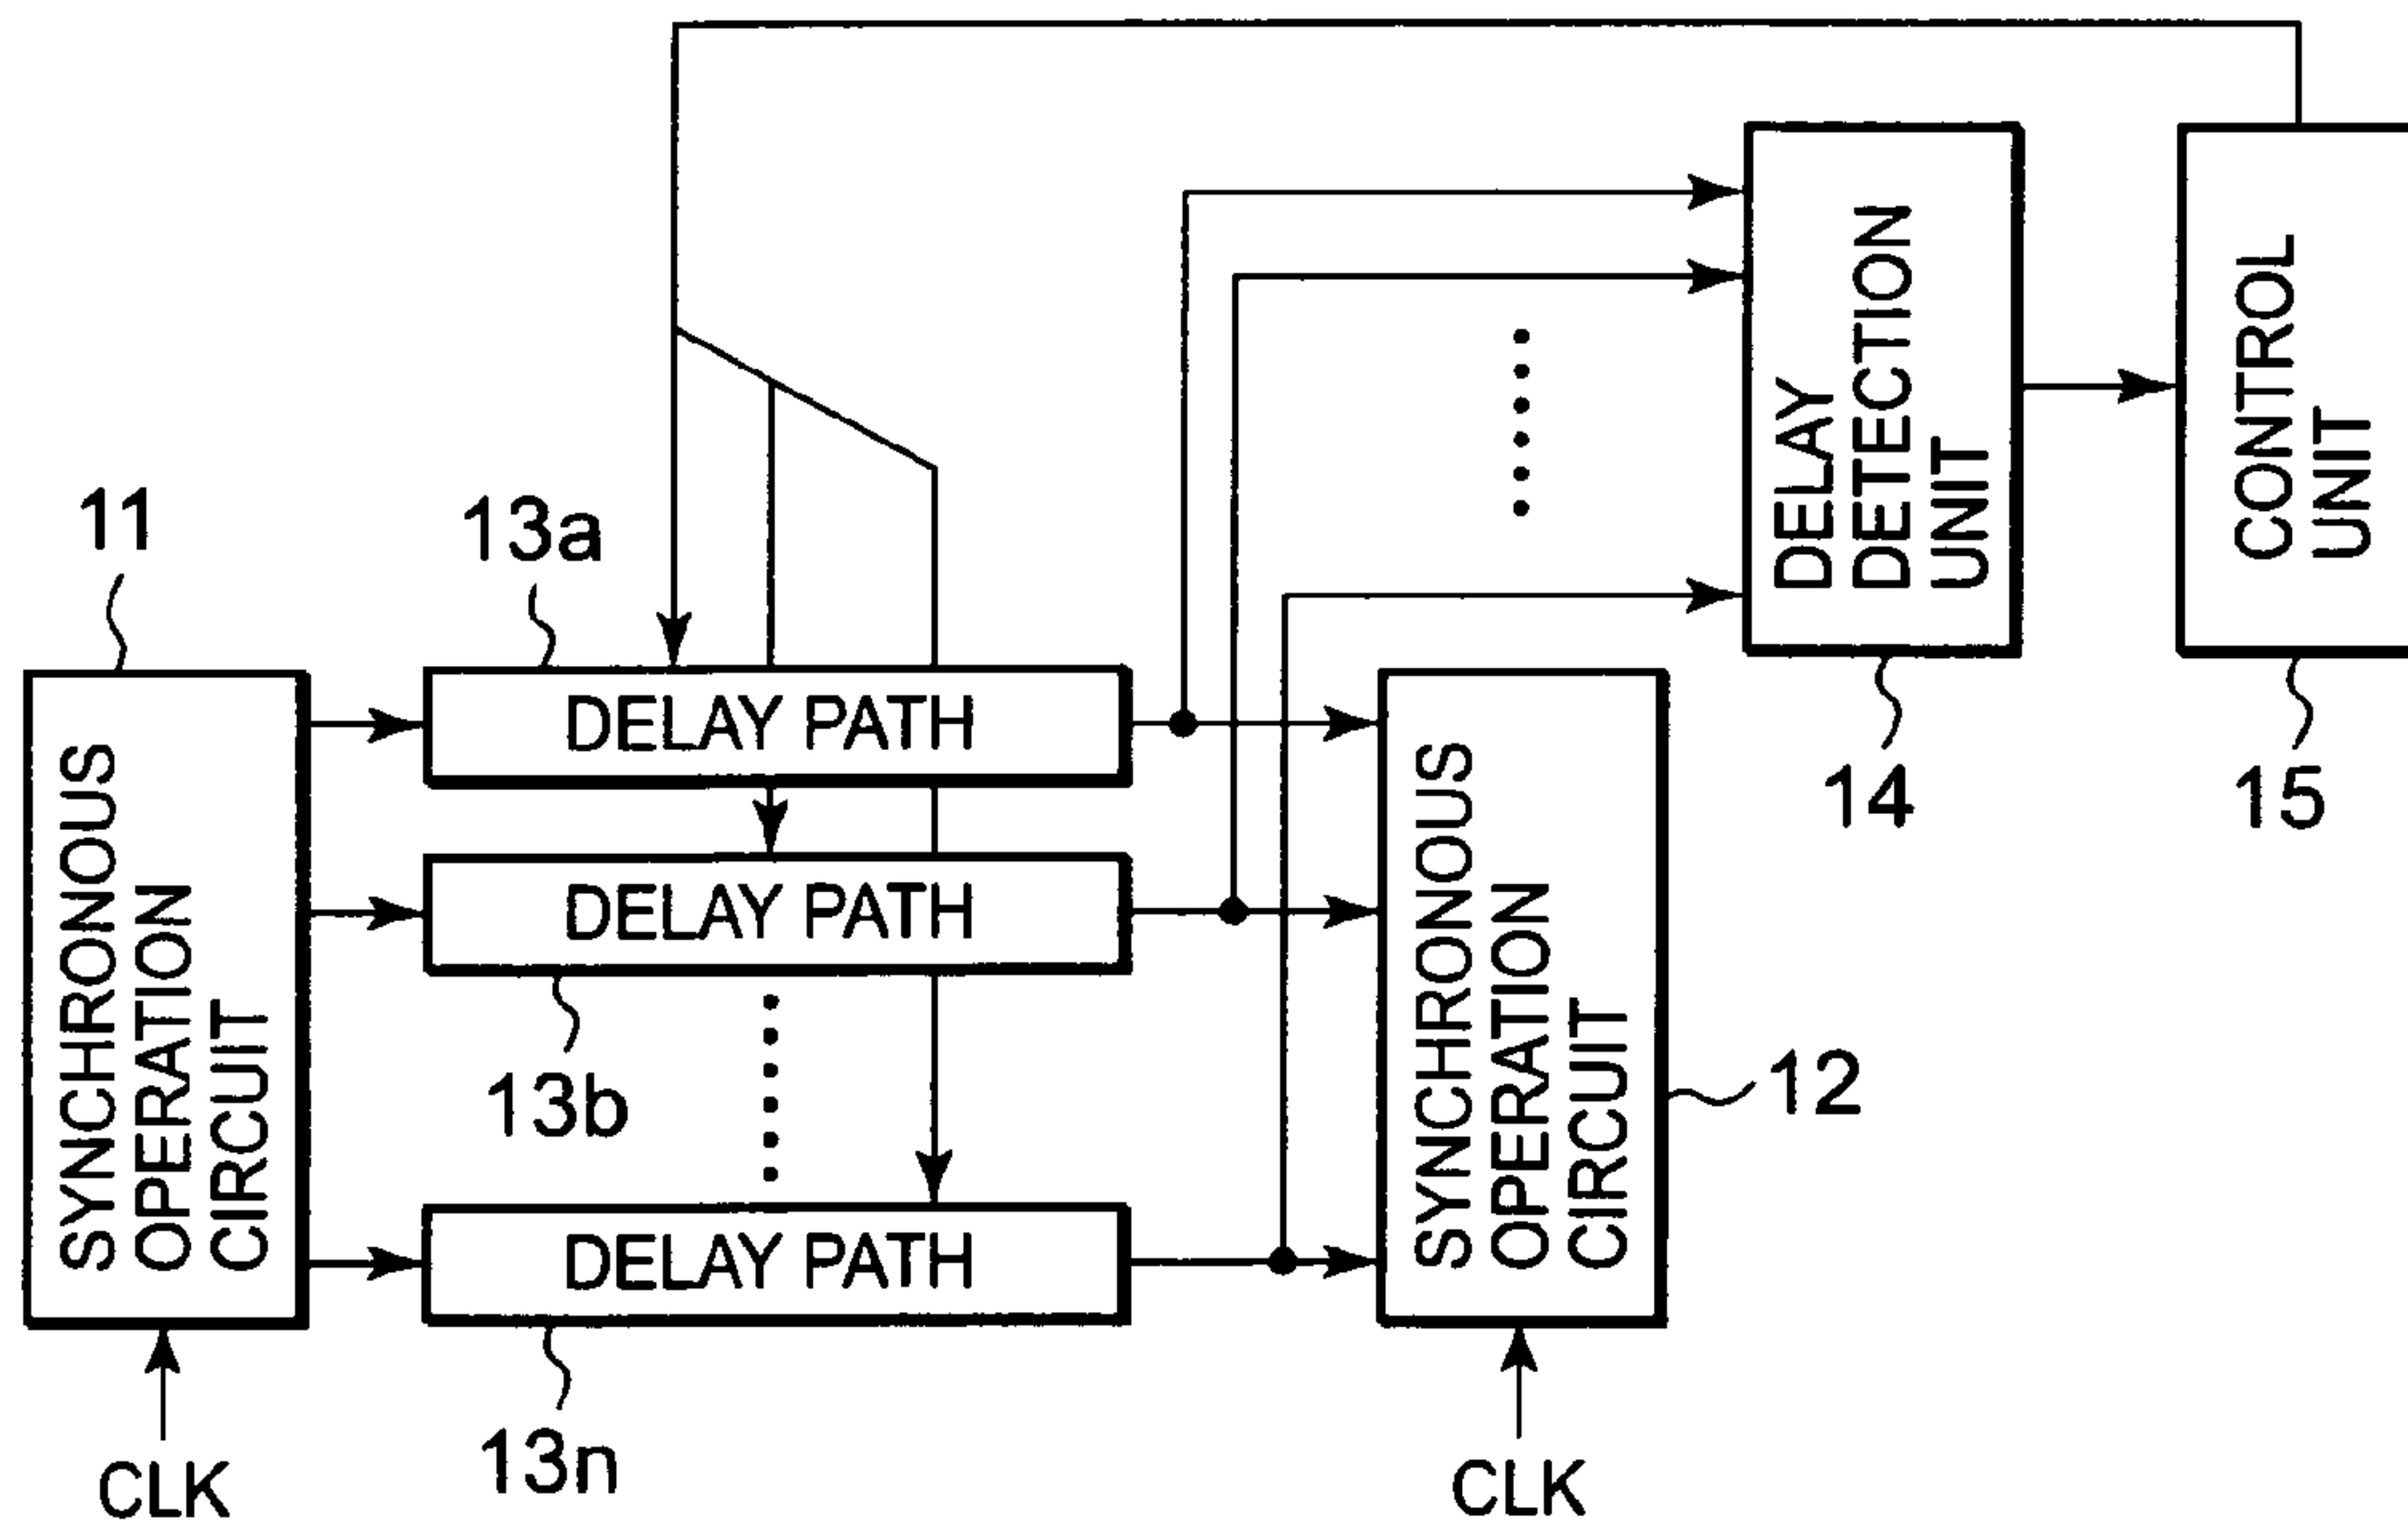 11
13a
SYNCHRONOUS
OPERATION
CIRCUIT
CLK
DELAY PATH
DELAY PATH
13b
DELAY PATH
13n
SYNCHRONOUS
OPERATION
CIRCUIT
12
CLK
DELAY
DETECTION
UNIT
14
CONTROL
UNIT
15